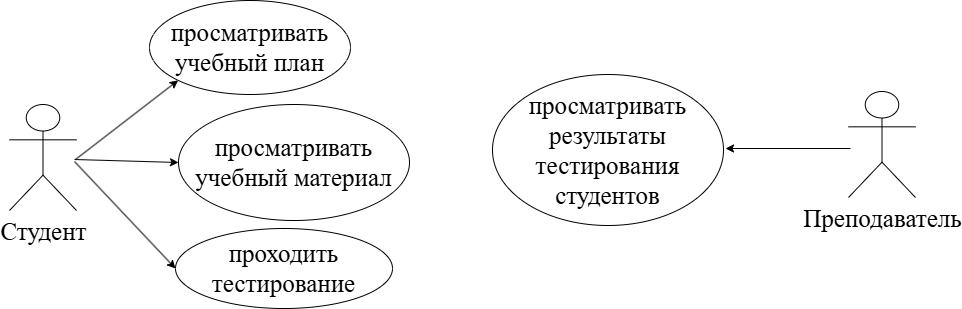 просматривать
учебный план
просматривать
учебный материал
Студент
проходить
тестирование
просматривать
результаты
тестирования
студентов
Преподаватель